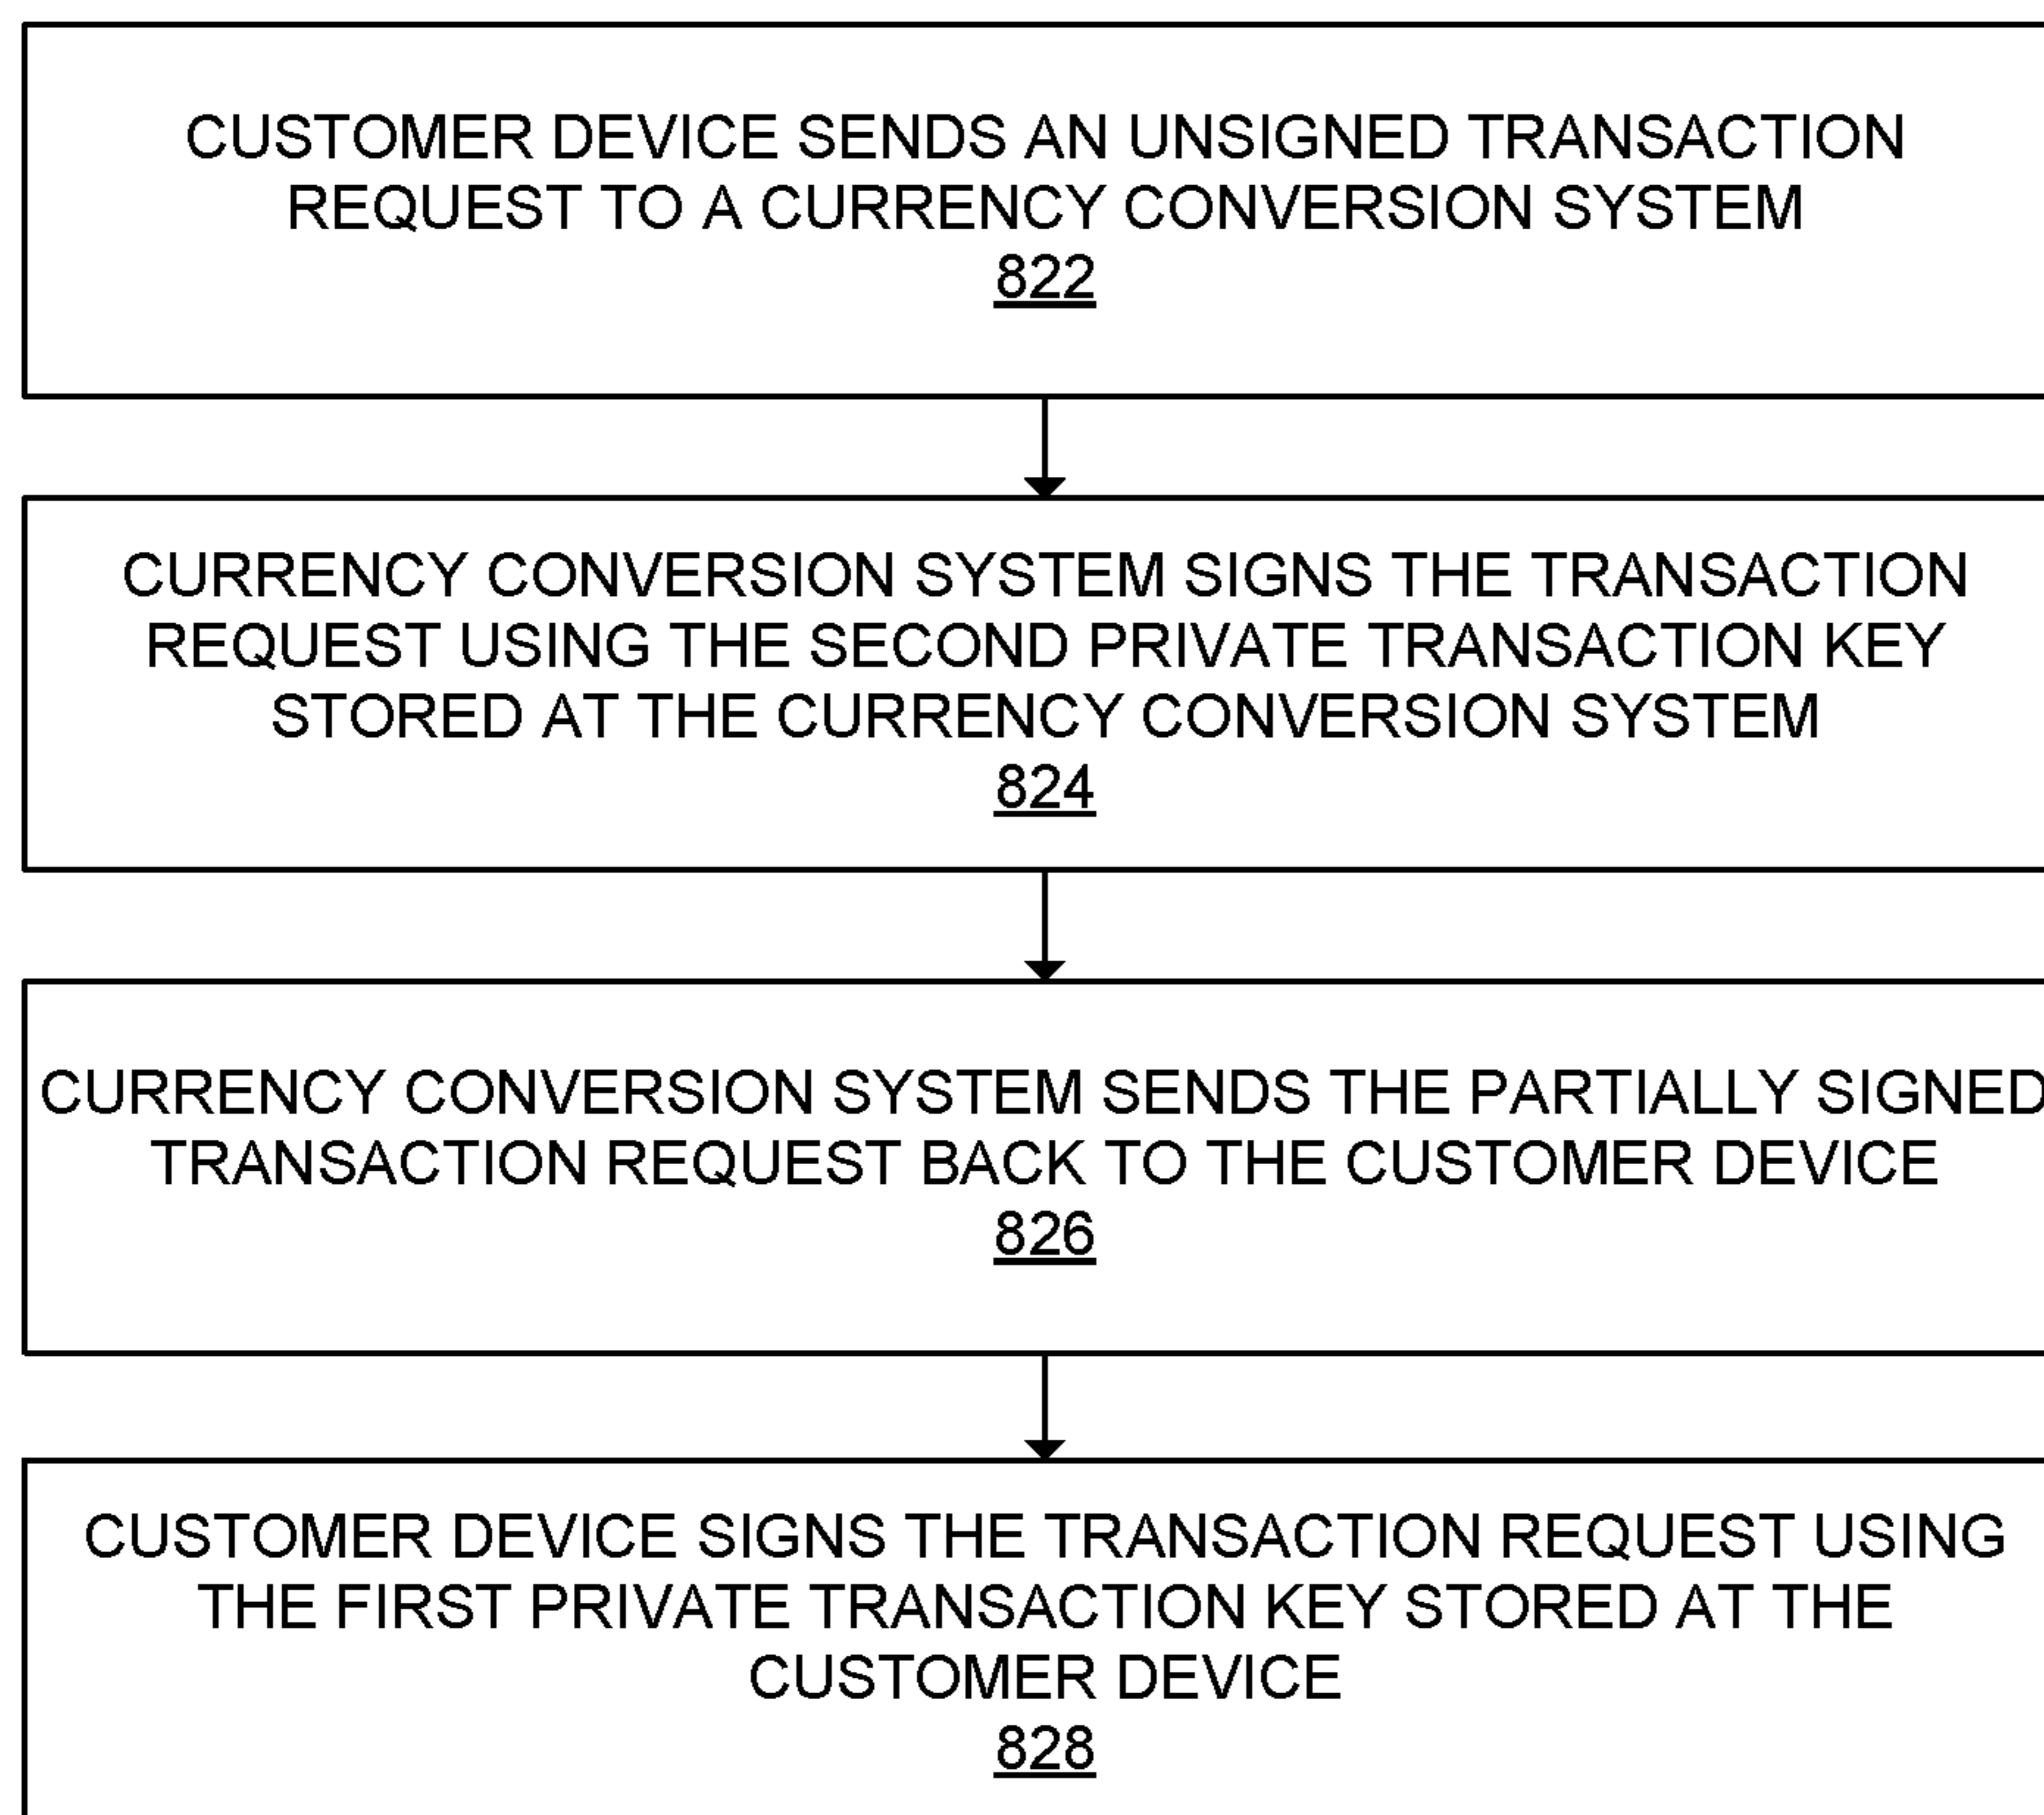 CUSTOMER DEVICE SENDS AN UNSIGNED TRANSACTION
REQUEST TO A CURRENCY CONVERSION SYSTEM
822
CURRENCY CONVERSION SYSTEM SIGNS THE TRANSACTION
REQUEST USING THE SECOND PRIVATE TRANSACTION KEY
STORED AT THE CURRENCY CONVERSION SYSTEM
824
CURRENCY CONVERSION SYSTEM SENDS THE PARTIALLY SIGNED
TRANSACTION REQUEST BACK TO THE CUSTOMER DEVICE
826
CUSTOMER DEVICE SIGNS THE TRANSACTION REQUEST USING
THE FIRST PRIVATE TRANSACTION KEY STORED AT THE
CUSTOMER DEVICE
828